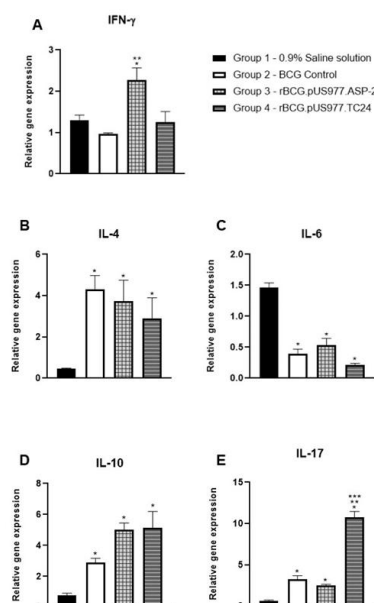 IFN-γ
A
Relative gene expression
3
2
1
0
Group 1 - 0.9% Saline solution
Group 2 - BCG Control
Group 3 - rBCG.pUS977.ASP-2
Group 4 - rBCG.pUS977.TC24
**
*
B
IL-4
Relative gene expression
6
4
2
0
* * *
C
IL-6
Relative gene expression
2.0
1.5
1.0
0.5
0.0
* * *
D
IL-10
Relative gene expression
8
6
4
2
* * *
E
IL-17
Relative gene expression
15
10
5
* *
***
**
*